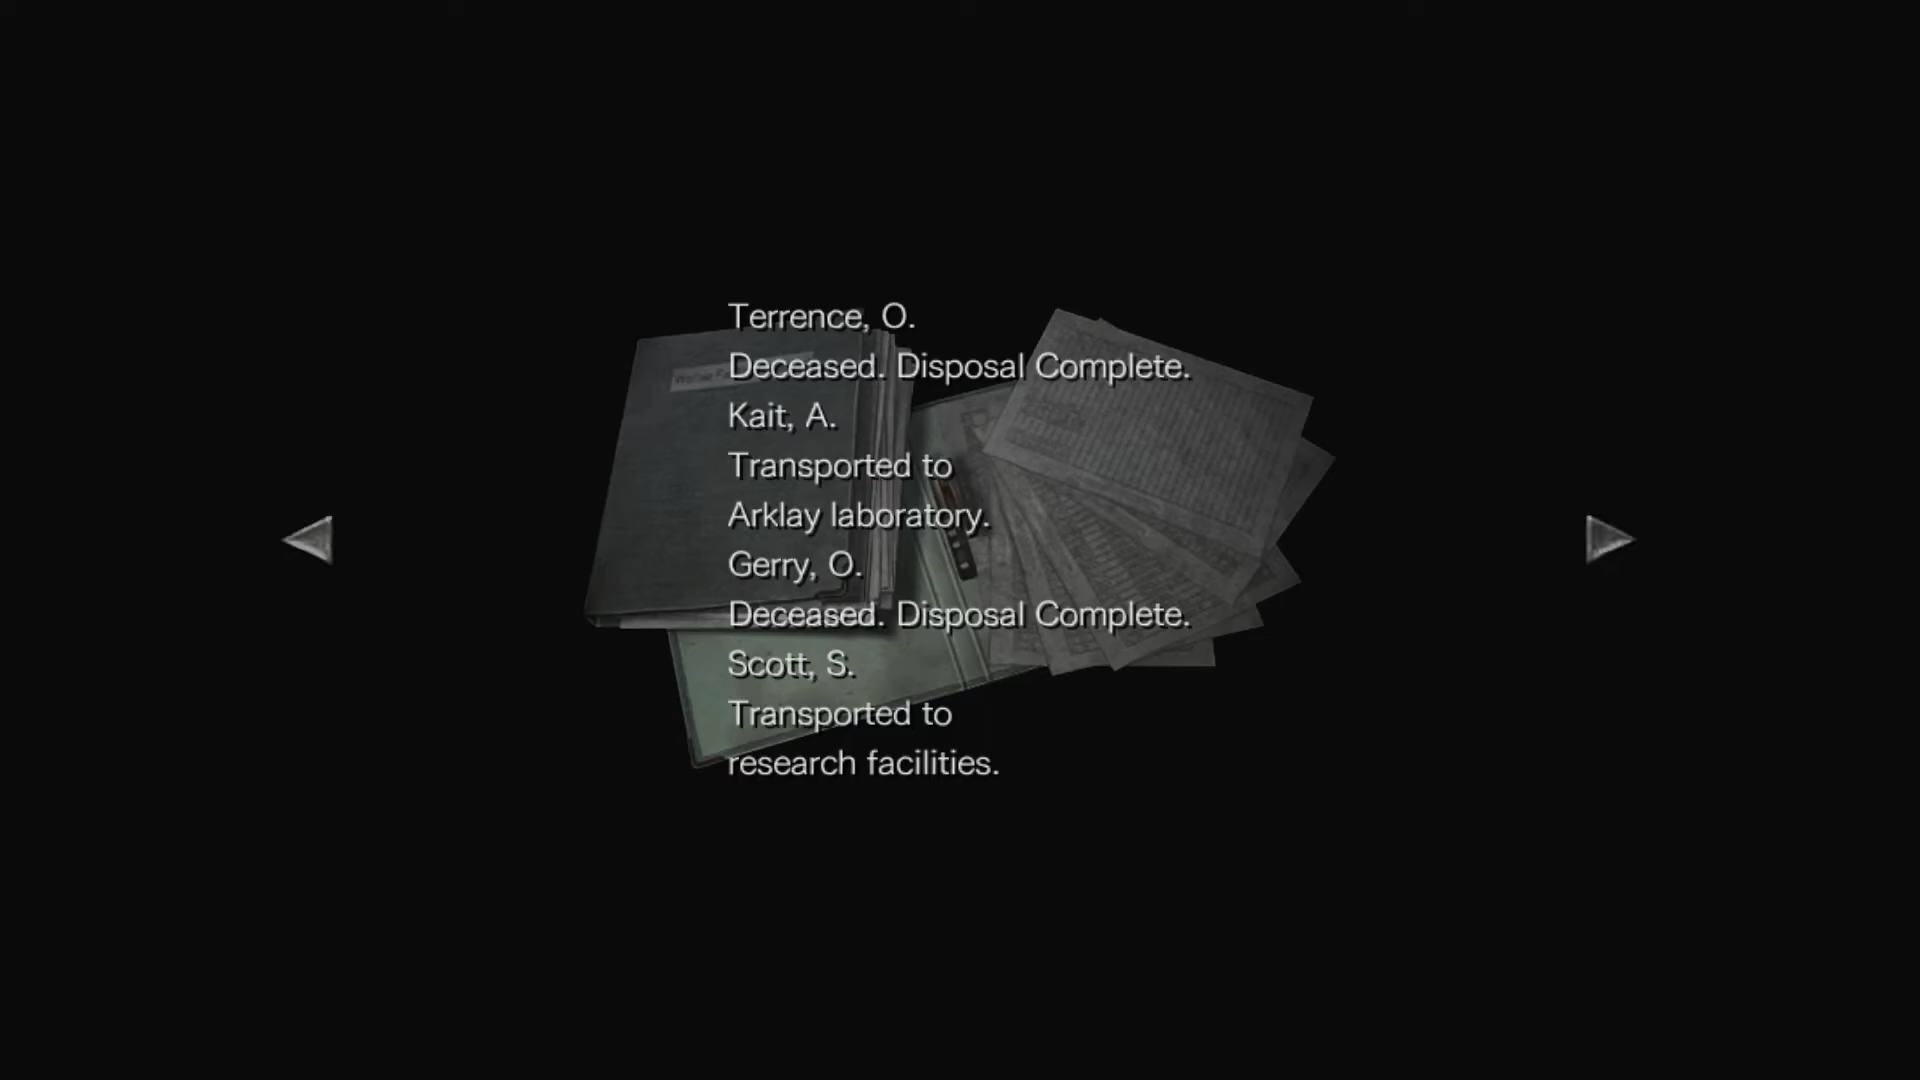 Terrence, O.
Deceased. Disposal Complete.
Kait, A.
Transported to
Arklay laboratory.
Gerry, O.
Deceased. Disposal Complete.
Scott, S.
Transported to
research facilities.